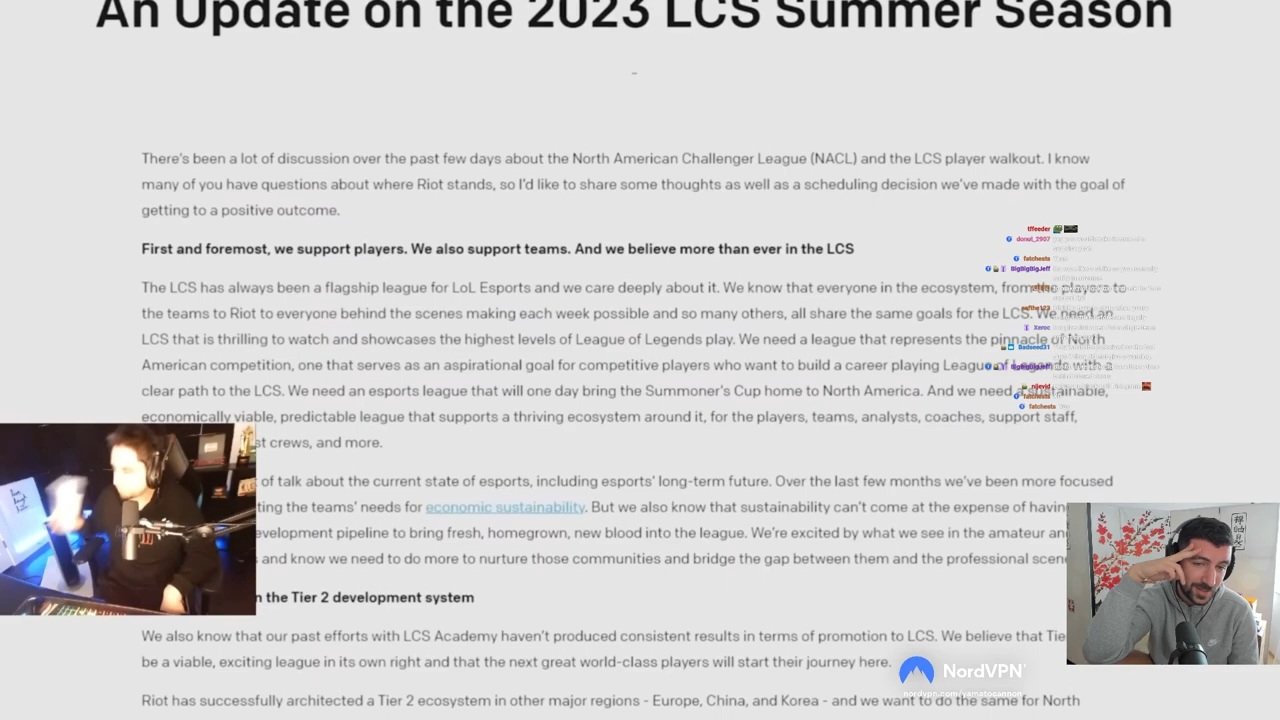 An Update on the 2023 LCS Summer Season
There's been a lot of discussion over the past few days about the North American Challenger League (NACL) and the LCS player walkout. I know
many of you have questions about where Riot stands, so I'd like to share some thoughts as well as a scheduling decision we've made with the goal of
getting to a positive outcome.
First and foremost, we support players. We also support teams. And we believe more than ever in the LCS
The LCS has always been a flagship league for LoL Esports and we care deeply about it. We know that everyone in the ecosystem, from the players to
the teams to Riot to everyone behind the scenes making each week possible and so many others, all share the same goals for the LCS. We need an
LCS that is thrilling to watch and showcases the highest levels of League of Legends play. We need a league that represents the pinnacle of North
American competition, one that serves as an aspirational goal for competitive players who want to build a career playing League of Legends with a
clear path to the LCS. We need an esports league that will one day bring the Summoner's Cup home to North America. And we need a sustainable,
economically viable, predictable league that supports a thriving ecosystem around it, for the players, teams, analysts, coaches, support staff,
st crews, and more.
of talk about the current state of esports, including esports' long-term future. Over the last few months we've been more focused
ting the teams' needs for economic sustainability. But we also know that sustainability can't come at the expense of having
evelopment pipeline to bring fresh, homegrown, new blood into the league. We're excited by what we see in the amateur an
and know we need to do more to nurture those communities and bridge the gap between them and the professional scene
n the Tier 2 development system
We also know that our past efforts with LCS Academy haven't produced consistent results in terms of promotion to LCS. We believe that Tie
be a viable, exciting league in its own right and that the next great world-class players will start their journey here.
Riot has successfully architected a Tier 2 ecosystem in other major regions - Europe, China, and Korea - and we want to do the same for North
tffeeder
donut_2907
fatchests
BigBigBigJeff
Xeroc
Badseed31
BigBigBigJeff
nijevid
fatchests
fatchests
NordVPN
nordvpn.com/yamatocannon